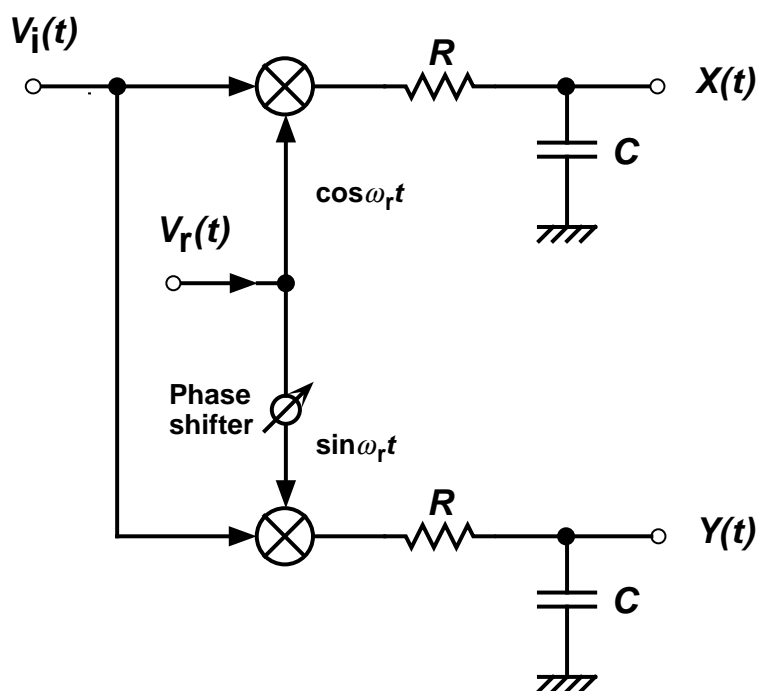 Vi(t)
R
X(t)
C
cosωrt
Vr(t)
Phase
shifter
sinωrt
R
Y(t)
C